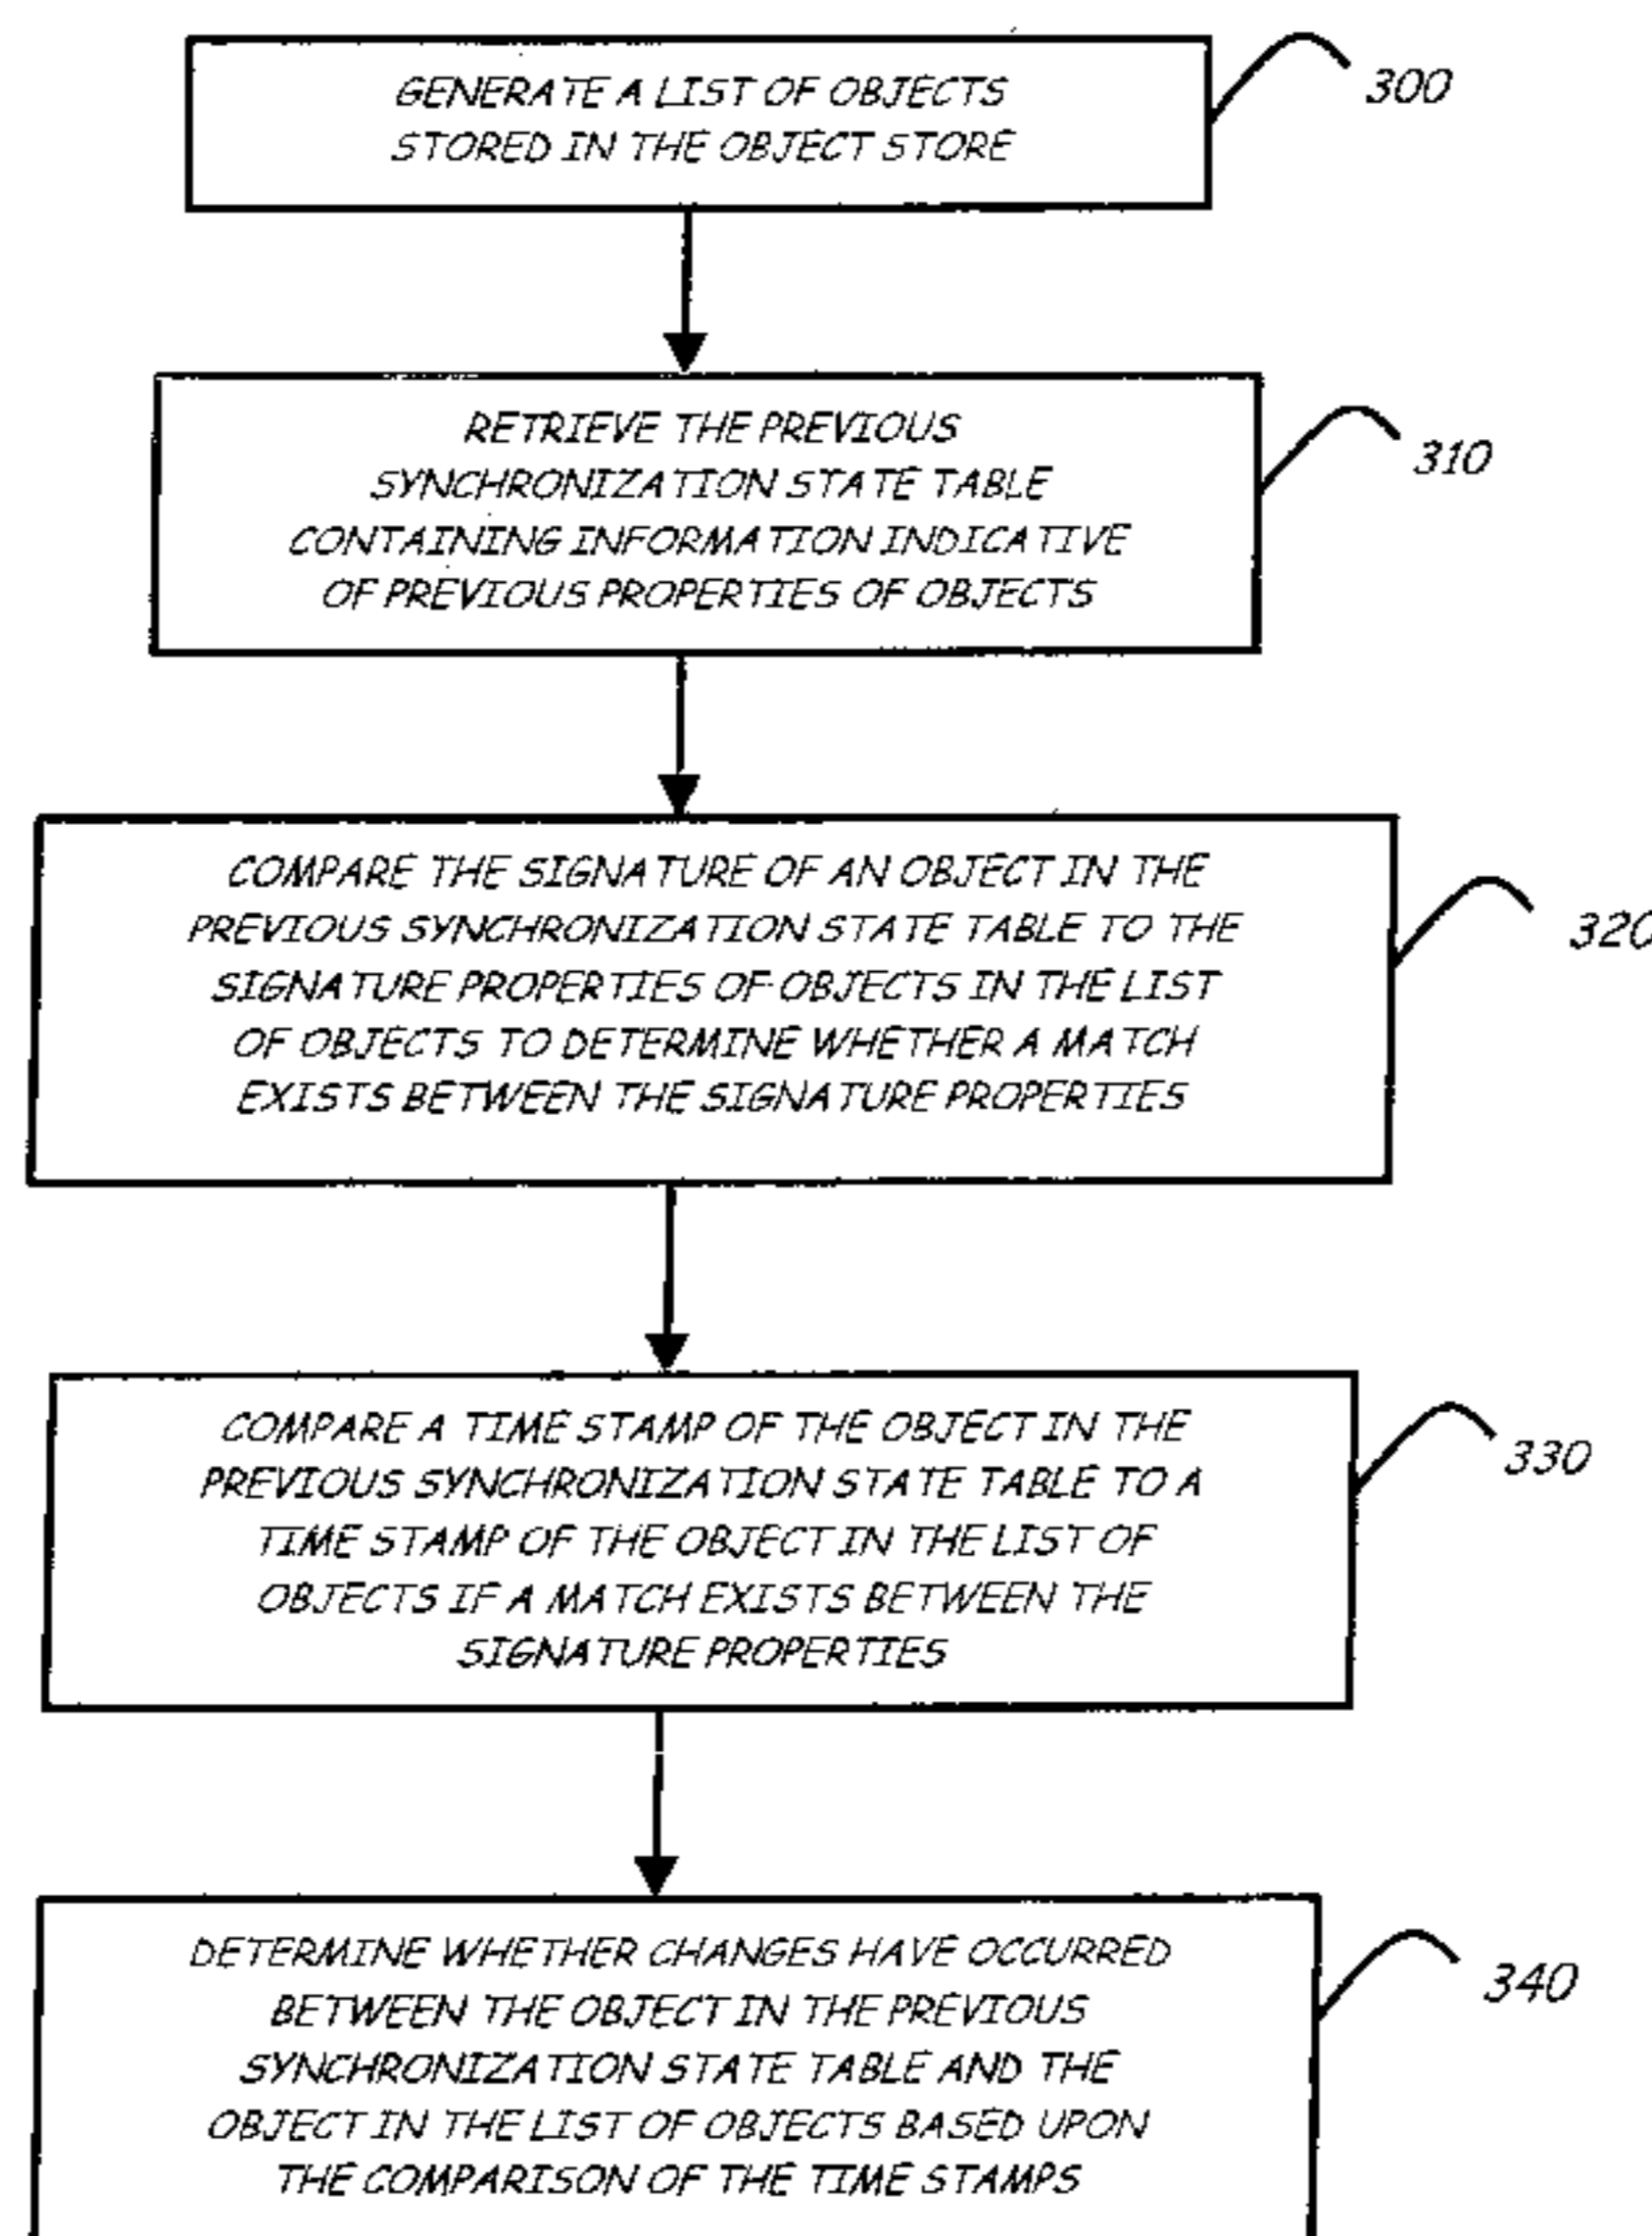 GENERATE A LIST OF OBJECTS
STORED IN THE OBJECT STORE
300
RETRIEVE THE PREVIOUS
SYNCHRONIZATION STATE TABLE
CONTAINING INFORMATION INDICATIVE
OF PREVIOUS PROPERTIES OF OBJECTS
310
COMPARE THE SIGNATURE OF AN OBJECT IN THE
PREVIOUS SYNCHRONIZATION STATE TABLE TO THE
SIGNATURE PROPERTIES OF OBJECTS IN THE LIST
OF OBJECTS TO DETERMINE WHETHER A MATCH
EXISTS BETWEEN THE SIGNATURE PROPERTIES
320
COMPARE A TIME STAMP OF THE OBJECT IN THE
PREVIOUS SYNCHRONIZATION STATE TABLE TO A
TIME STAMP OF THE OBJECT IN THE LIST OF
OBJECTS IF A MATCH EXISTS BETWEEN THE
SIGNATURE PROPERTIES
330
DETERMINE WHETHER CHANGES HAVE OCCURRED
BETWEEN THE OBJECT IN THE PREVIOUS
SYNCHRONIZATION STATE TABLE AND THE
OBJECT IN THE LIST OF OBJECTS BASED UPON
THE COMPARISON OF THE TIME STAMPS
340